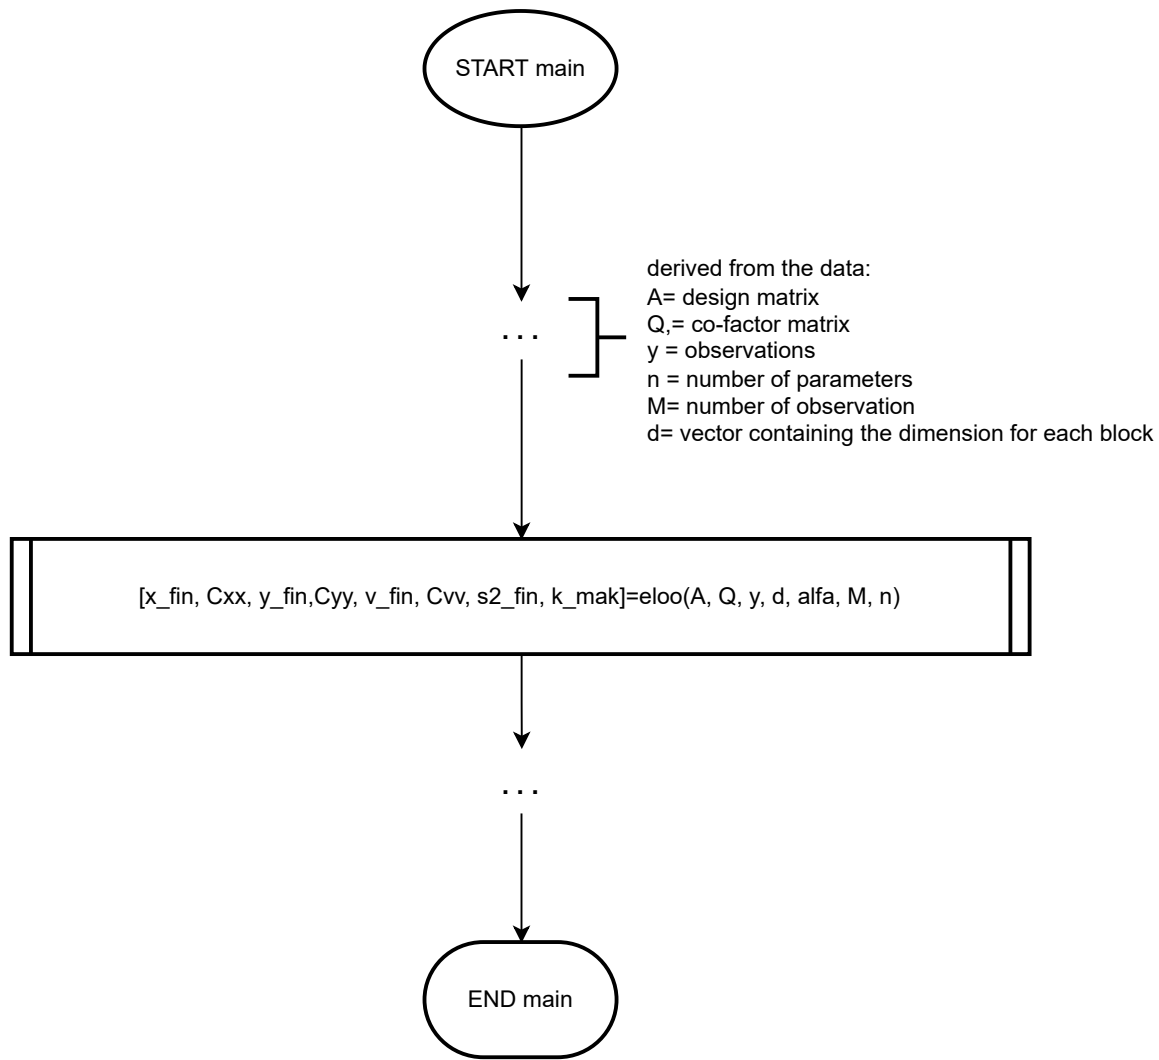 START main
...
derived from the data:
A= design matrix
Q,= co-factor matrix
y = observations
n = number of parameters
M= number of observation
d= vector containing the dimension for each block
[x_fin, Cxx, y_fin,Cyy, v_fin, Cvv, s2_fin, k_mak]=eloo(A, Q, y, d, alfa, M, n)
...
END main